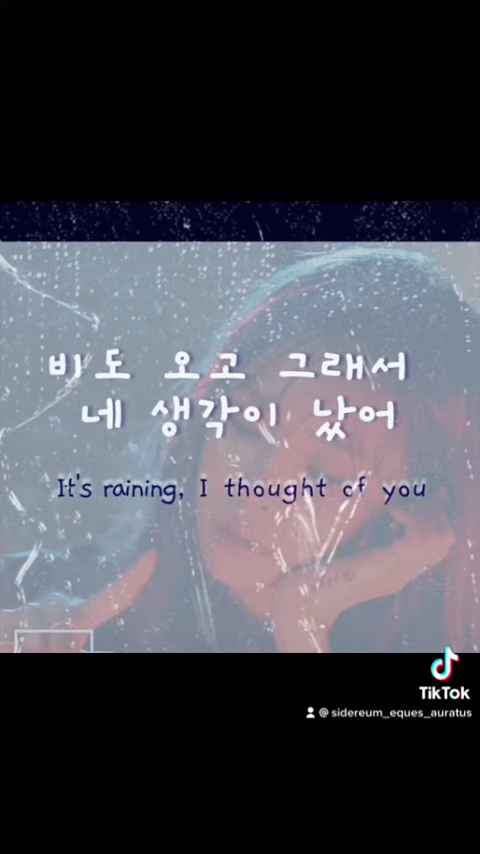 비도 오고 그래서
네 생각이 났어
It's raining, I thought of you
TikTok
@ sidereum_eques_auratus